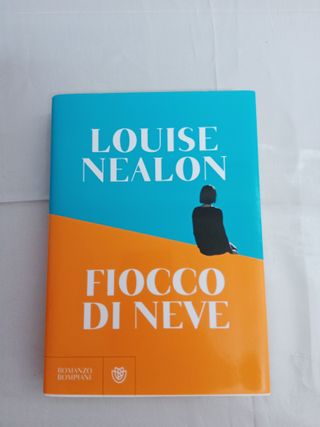 LOUISE
NEALON
FIOCCO
DI NEVE
ROMANZO
BOMPIANI